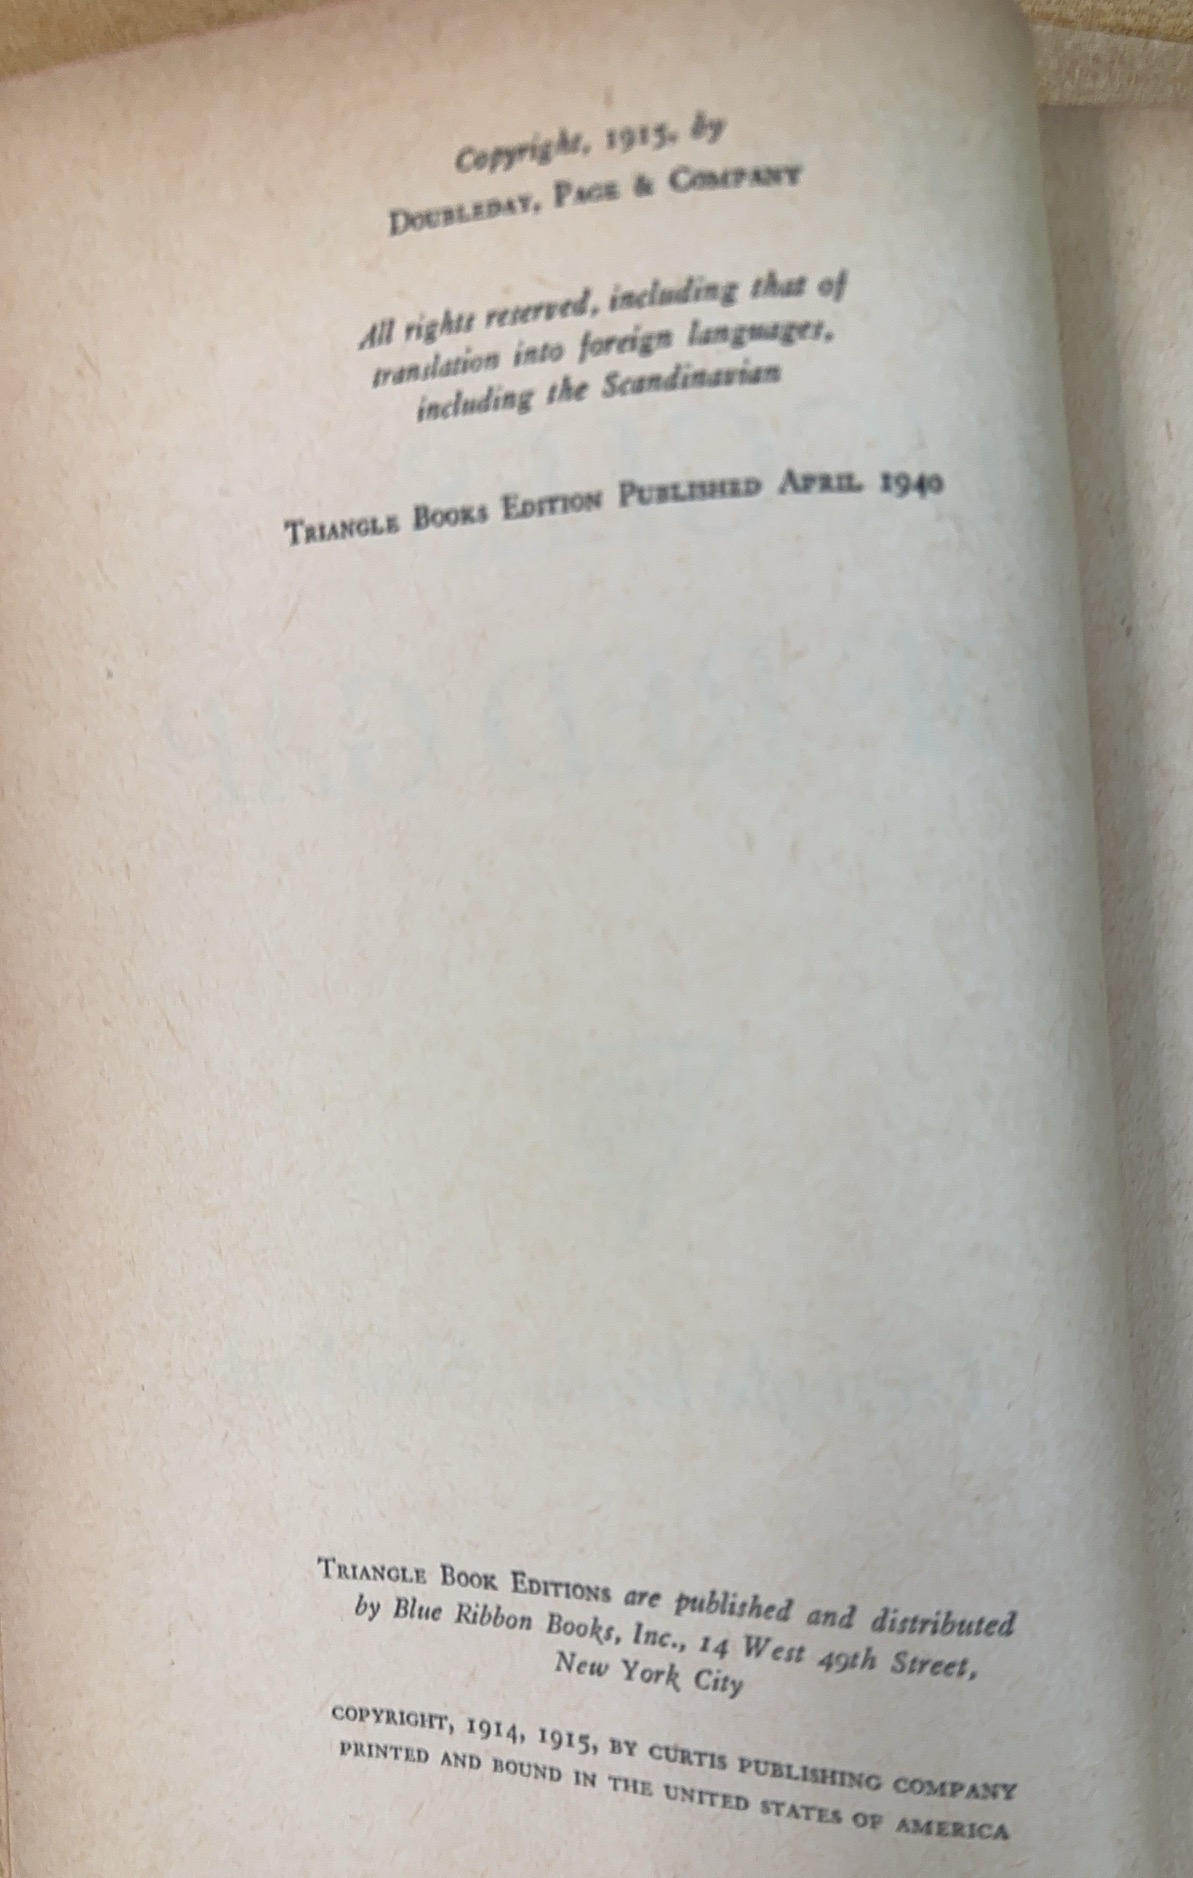 Copyright, 1915, by
DOUBLEDAY, PAGE & COMPANY
All rights reserved, including that of
translation into foreign languages,
including the Scandinavian
TRIANGLE BOOKS EDITION PUBLISHED APRIL 1940
TRIANGLE BOOK EDITIONS are published and distributed
by Blue Ribbon Books, Inc., 14 West 49th Street,
New York City
COPYRIGHT, 1914, 1915, BY CURTIS PUBLISHING COMPANY
PRINTED AND BOUND IN THE UNITED STATES OF AMERICA